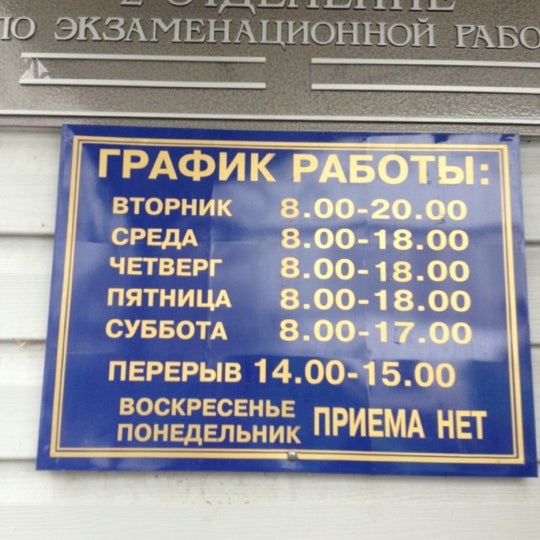 2 ОТДЕЛЕНИЕ
ПО ЭКЗАМЕНАЦИОННОЙ РАБО
ГРАФИК РАБОТЫ:
ВТОРНИК 8.00-20.00
СРЕДА 8.00-18.00
ЧЕТВЕРГ 8.00-18.00
ПЯТНИЦА 8.00-18.00
СУББОТА 8.00-17.00
ПЕРЕРЫВ 14.00-15.00
ВОСКРЕСЕНЬЕ
ПОНЕДЕЛЬНИК ПРИЕМА НЕТ